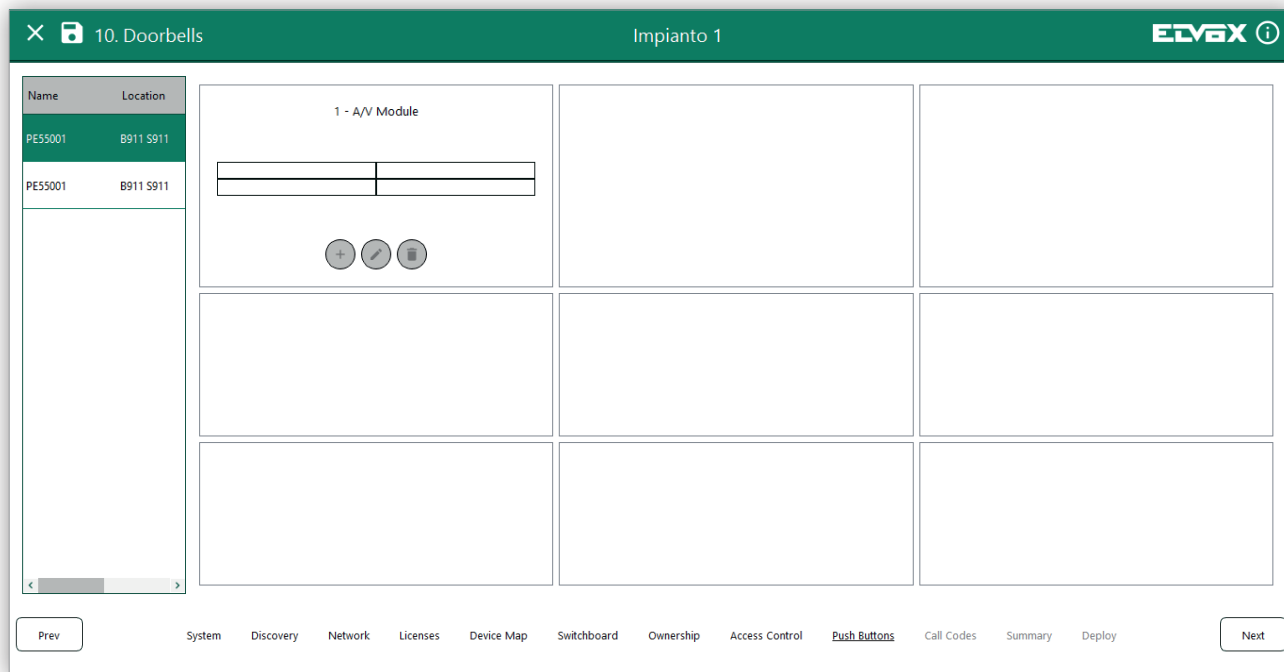 10. Doorbells
Impianto 1
ELVOX
Name Location
PE55001 B911 S911
PE55001 B911 S911
1 - A/V Module
Prev
System Discovery Network Licenses Device Map Switchboard Ownership Access Control Push Buttons Call Codes Summary Deploy
Next